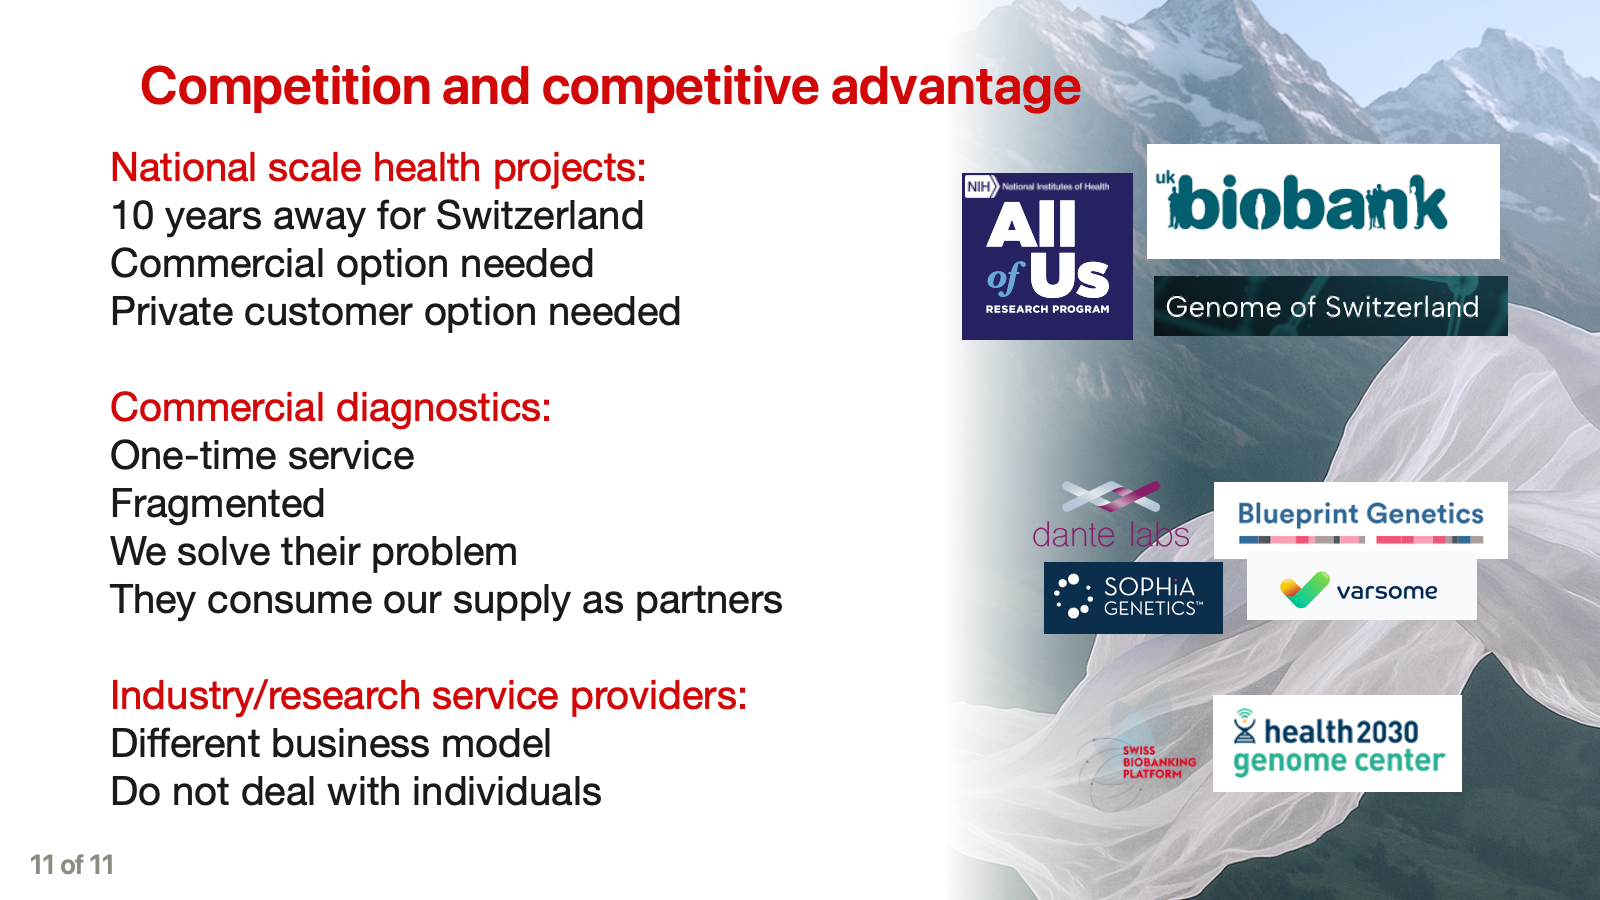 Competition and competitive advantage
National scale health projects:
10 years away for Switzerland
Commercial option needed
Private customer option needed
NIH National Institutes of Health
All
of Us
RESEARCH PROGRAM
uk biobank
Genome of Switzerland
Commercial diagnostics:
One-time service
Fragmented
We solve their problem
They consume our supply as partners
dante labs
Blueprint Genetics
SOPHiA
GENETICS™
varsome
Industry/research service providers:
Different business model
Do not deal with individuals
SWISS
BIOBANKING
PLATFORM
health2030
genome center
11 of 11